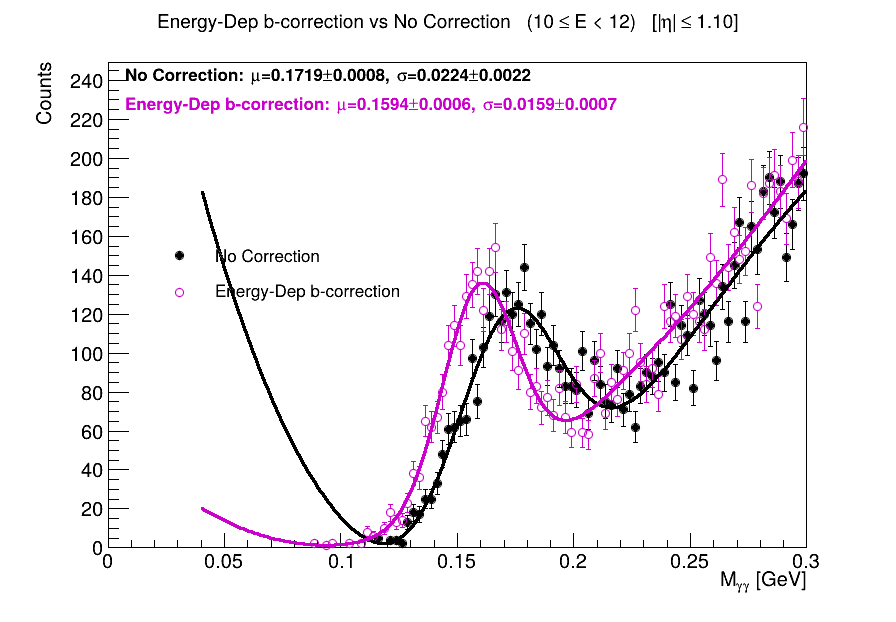 Energy-Dep b-correction vs No Correction (10 ≤ E < 12) [|η| ≤ 1.10]
Counts
No Correction: μ=0.1719±0.0008, σ=0.0224±0.0022
Energy-Dep b-correction: μ=0.1594±0.0006, σ=0.0159±0.0007
240
220
200
180
160
140
120
100
80
60
40
20
0
No Correction
Energy-Dep b-correction
0 0.05 0.1 0.15 0.2 0.25 0.3
M_γγ [GeV]